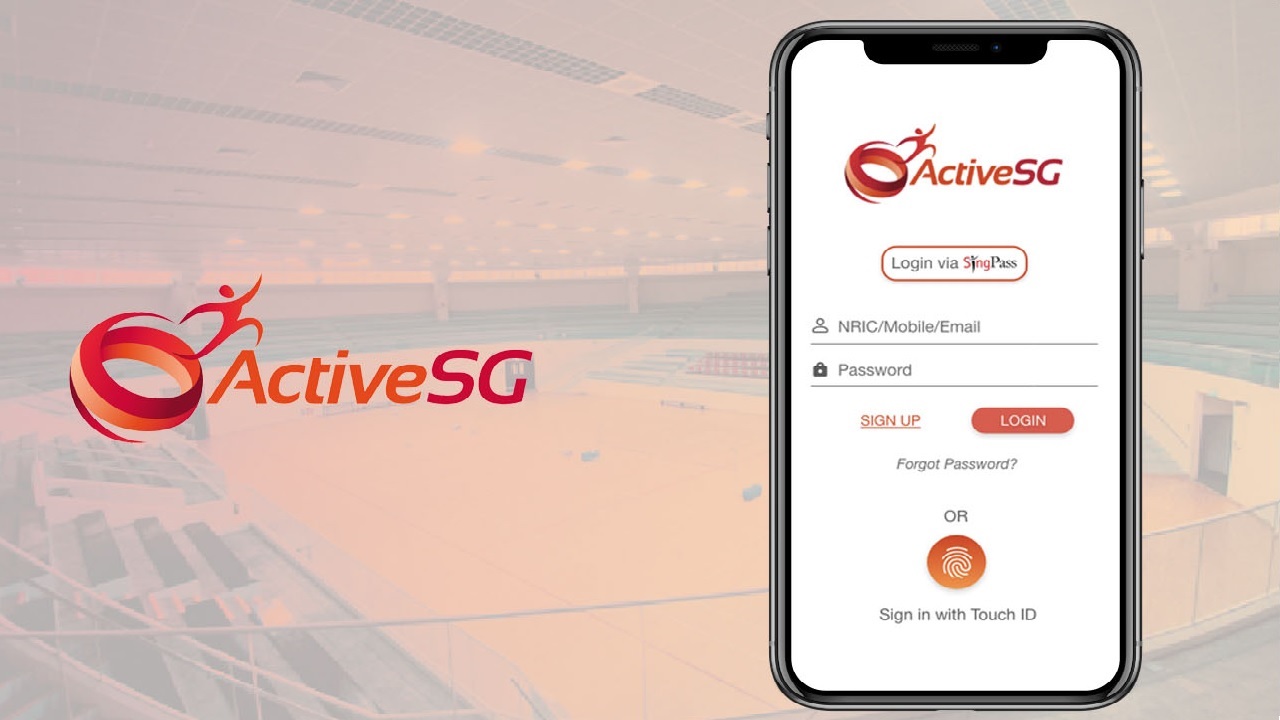 ActiveSG
ActiveSG
Login via SingPass
NRIC/Mobile/Email
Password
SIGN UP
LOGIN
Forgot Password?
OR
Sign in with Touch ID